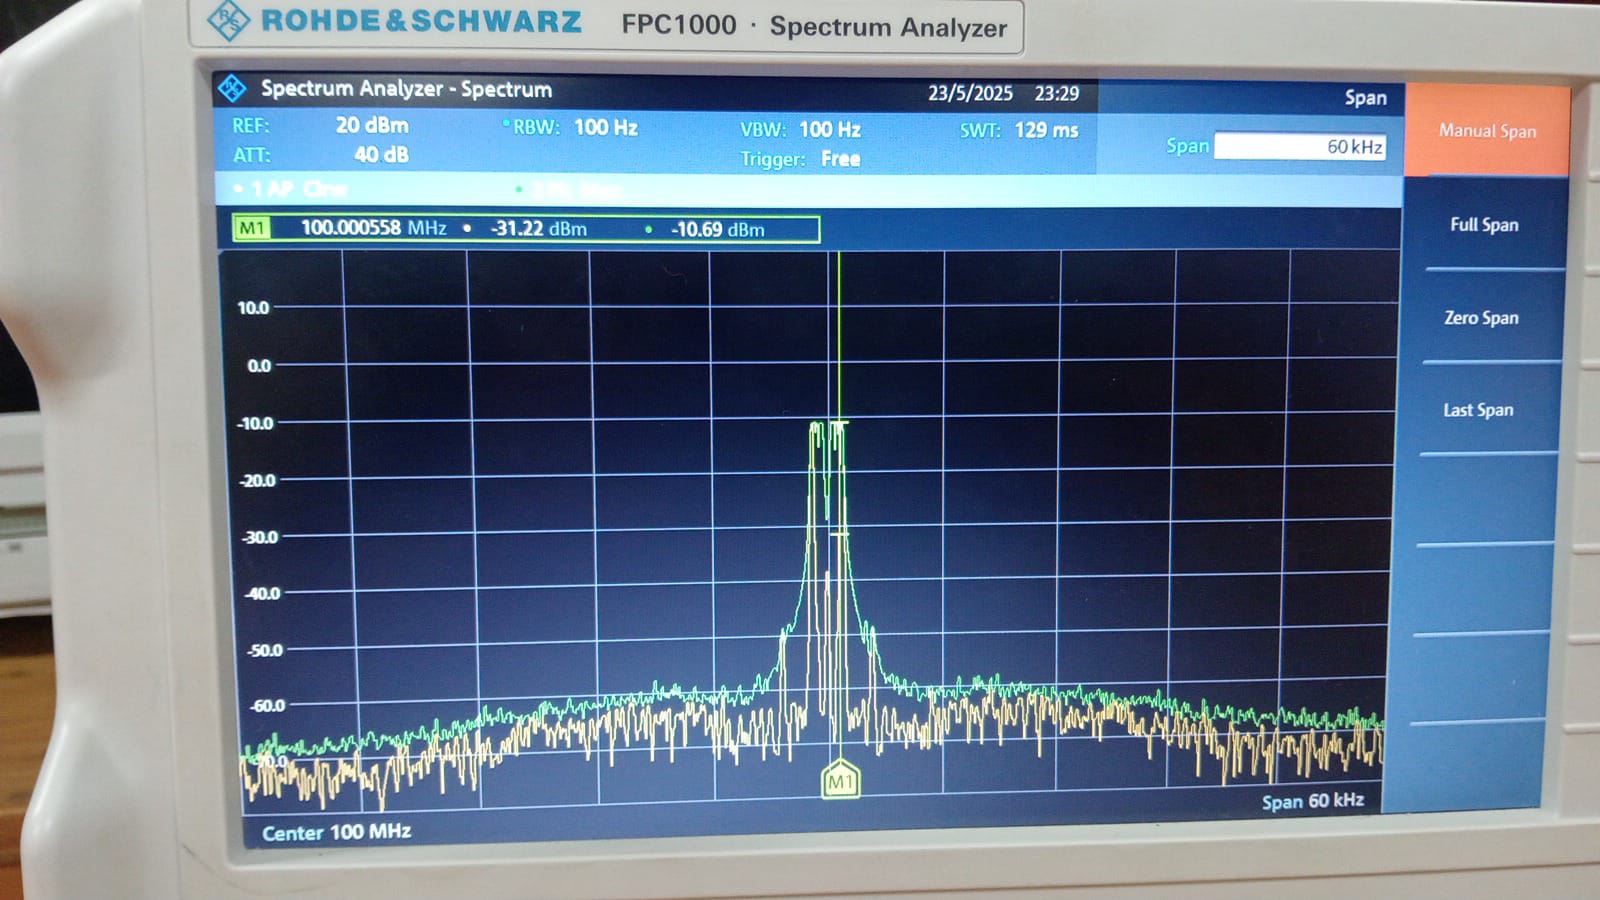 ROHDE & SCHWARZ FPC1000 · Spectrum Analyzer
Spectrum Analyzer - Spectrum 23/5/2025 23:29 Span
REF: 20 dBm RBW: 100 Hz VBW: 100 Hz SWT: 129 ms
ATT: 40 dB Trigger: Free
Span 60 kHz
1 AP Clrw
M1 100.000558 MHz -31.22 dBm -10.69 dBm
10.0
0.0
-10.0
-20.0
-30.0
-40.0
-50.0
-60.0
M1
Center 100 MHz Span 60 kHz
Manual Span
Full Span
Zero Span
Last Span